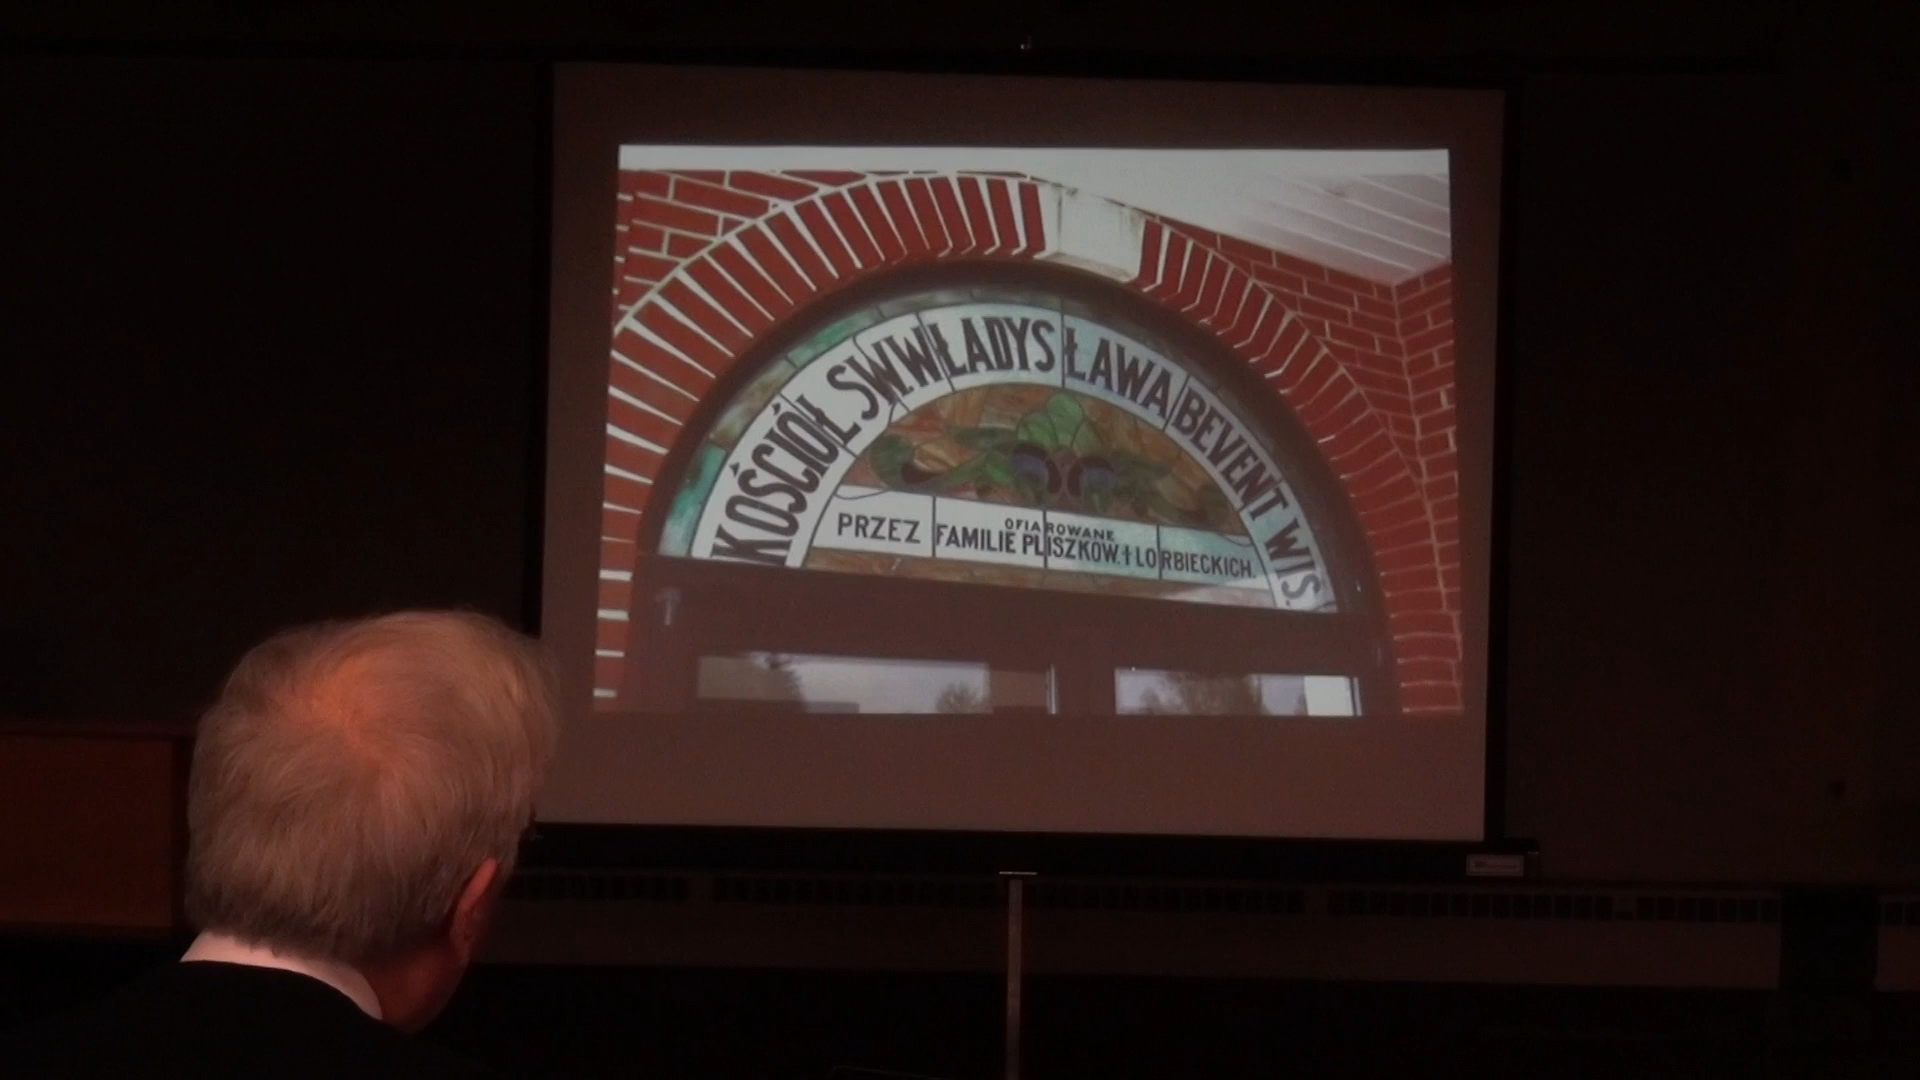 KOŚCIÓŁ SW. WŁADYSŁAWA BEVENT WIS.
OFIAROWANE
PRZEZ FAMILIE PLISZKOW. I LORBIECKICH.